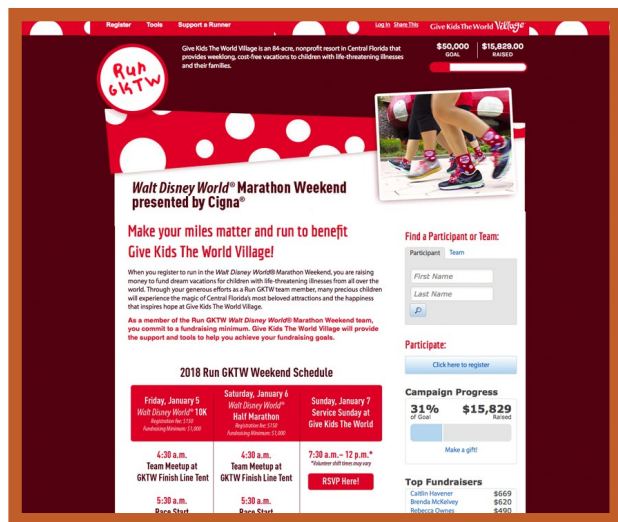 Register Tools Support a Runner
Log In Share This Give Kids The World Village
Run
GKTW
Give Kids The World Village is an 84-acre, nonprofit resort in Central Florida that
provides weeklong, cost-free vacations to children with life-threatening illnesses
and their families.
$50,000 $15,829.00
GOAL RAISED
Walt Disney World® Marathon Weekend
presented by Cigna®
Make your miles matter and run to benefit
Give Kids The World Village!
When you register to run in the Walt Disney World® Marathon Weekend, you are raising
money to fund dream vacations for children with life-threatening illnesses from all over the
world. Through your generous efforts as a Run GKTW team member, many precious children
will experience the magic of Central Florida's most beloved attractions and the happiness
that inspires hope at Give Kids The World Village.
As a member of the Run GKTW Walt Disney World® Marathon Weekend team,
you commit to a fundraising minimum. Give Kids The World Village will provide
the support and tools to help you achieve your fundraising goals.
2018 Run GKTW Weekend Schedule
Friday, January 5
Walt Disney World® 10K
Registration fee: $150
Fundraising Minimum: $1,000
4:30 a.m.
Team Meetup at
GKTW Finish Line Tent
5:30 a.m.
Race Start
Saturday, January 6
Walt Disney World®
Half Marathon
Registration fee: $150
Fundraising Minimum: $1,000
4:30 a.m.
Team Meetup at
GKTW Finish Line Tent
5:30 a.m.
Race Start
Sunday, January 7
Service Sunday at
Give Kids The World
7:30 a.m.– 12 p.m.*
*Volunteer shift times may vary
RSVP Here!
Find a Participant or Team:
Participant Team
First Name
Last Name
Participate:
Click here to register
Campaign Progress
31% $15,829
of Goal Raised
Make a gift!
Top Fundraisers
Caitlin Havener $669
Brenda McKelvey $620
Rebecca Ownes $490